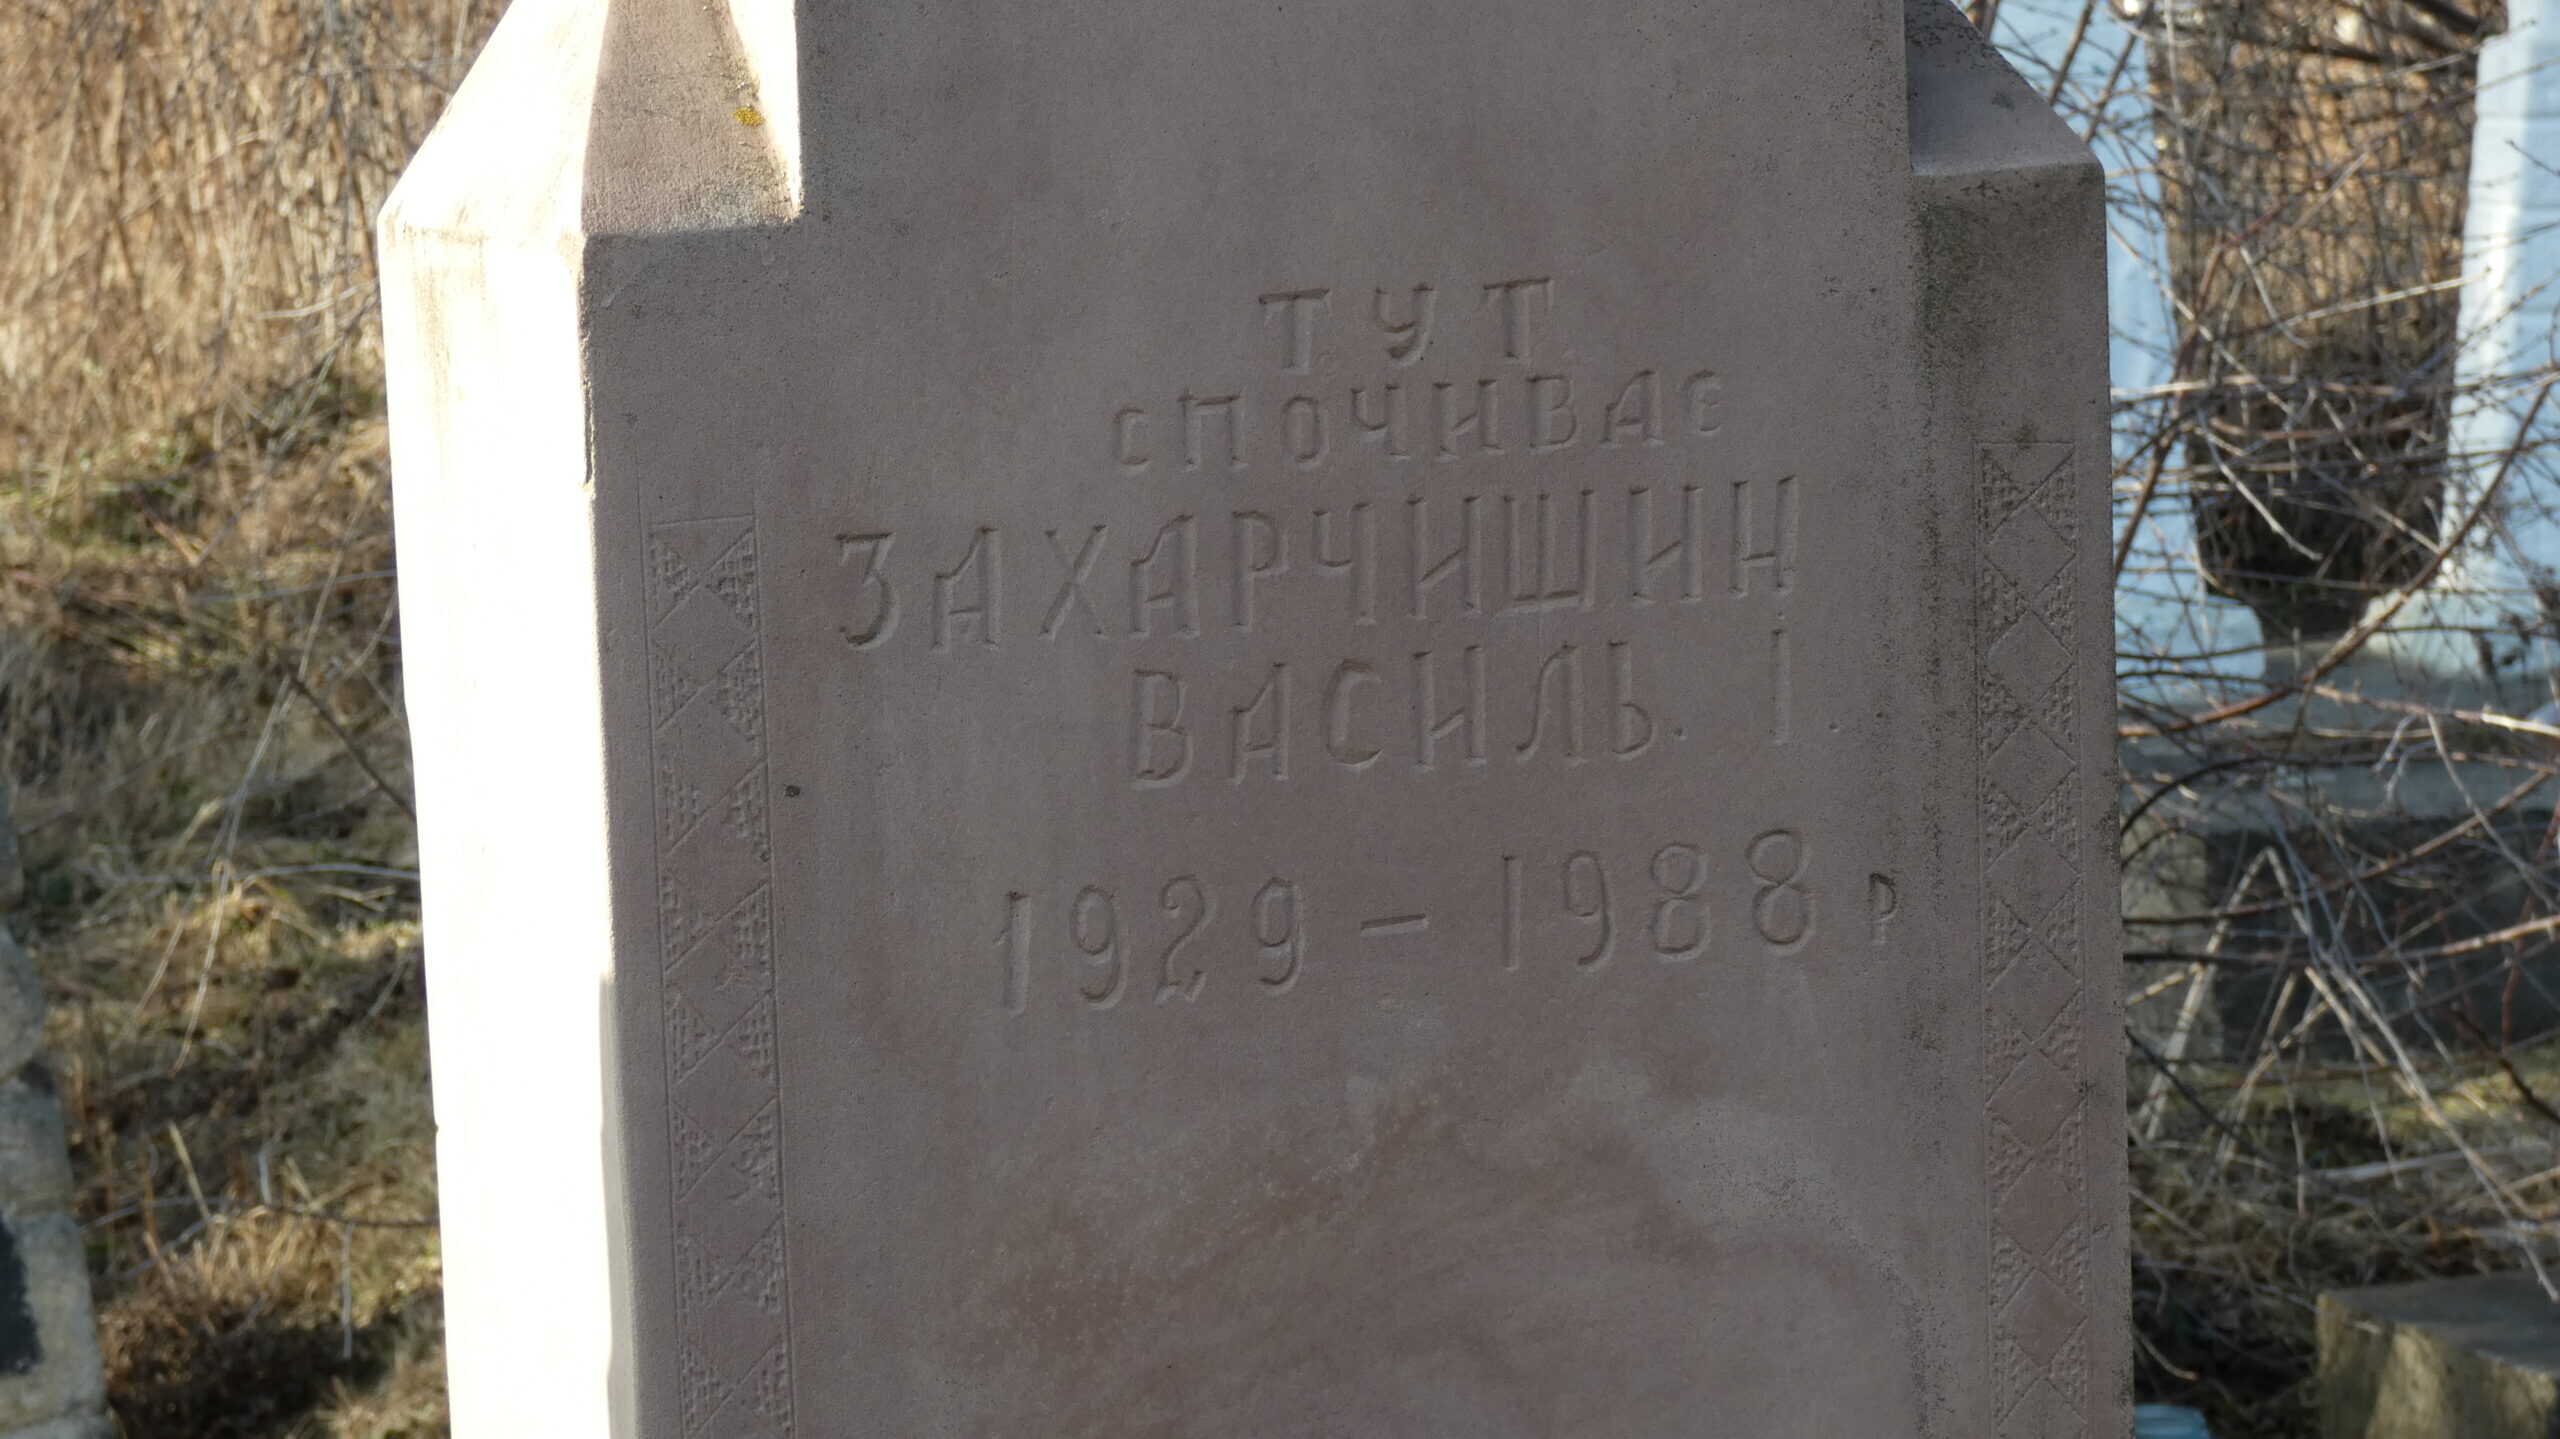 ТУТ
СПОЧИВАЄ
ЗАХАРЧИШИН
ВАСИЛЬ. І.
1929 – 1988 р